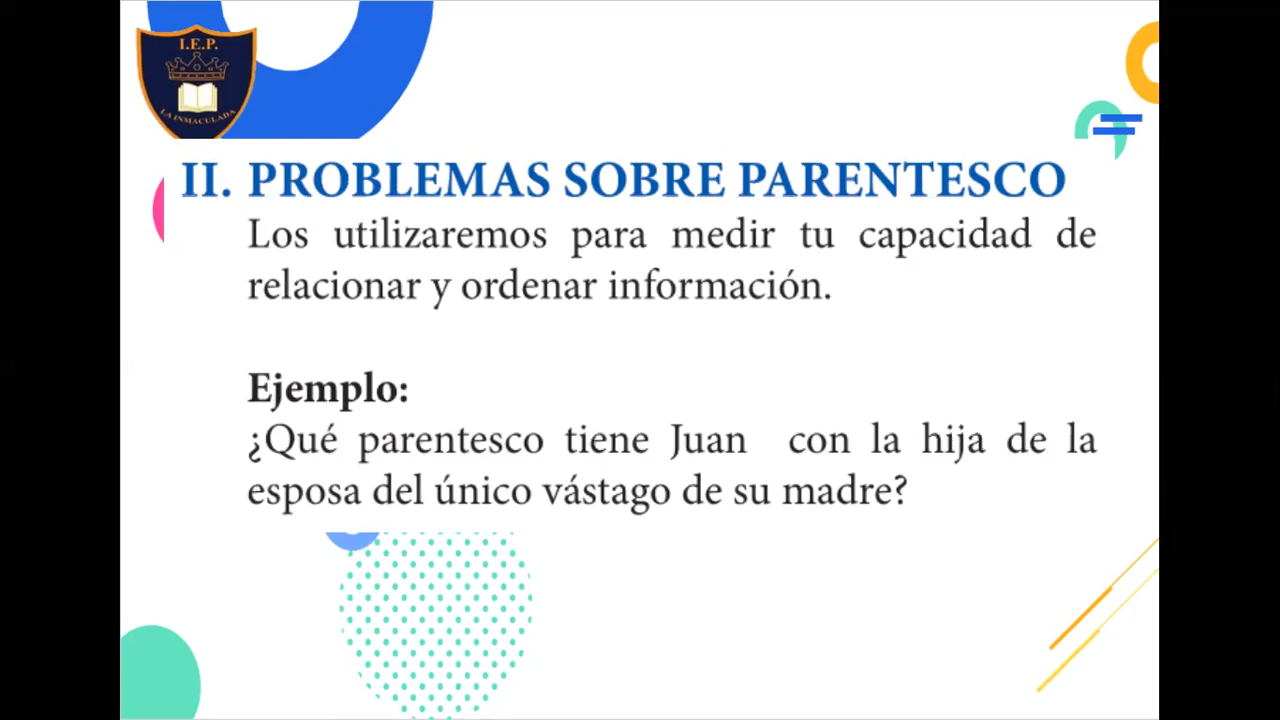 I.E.P.
LA INMACULADA
II. PROBLEMAS SOBRE PARENTESCO
Los utilizaremos para medir tu capacidad de
relacionar y ordenar información.
Ejemplo:
¿Qué parentesco tiene Juan con la hija de la
esposa del único vástago de su madre?